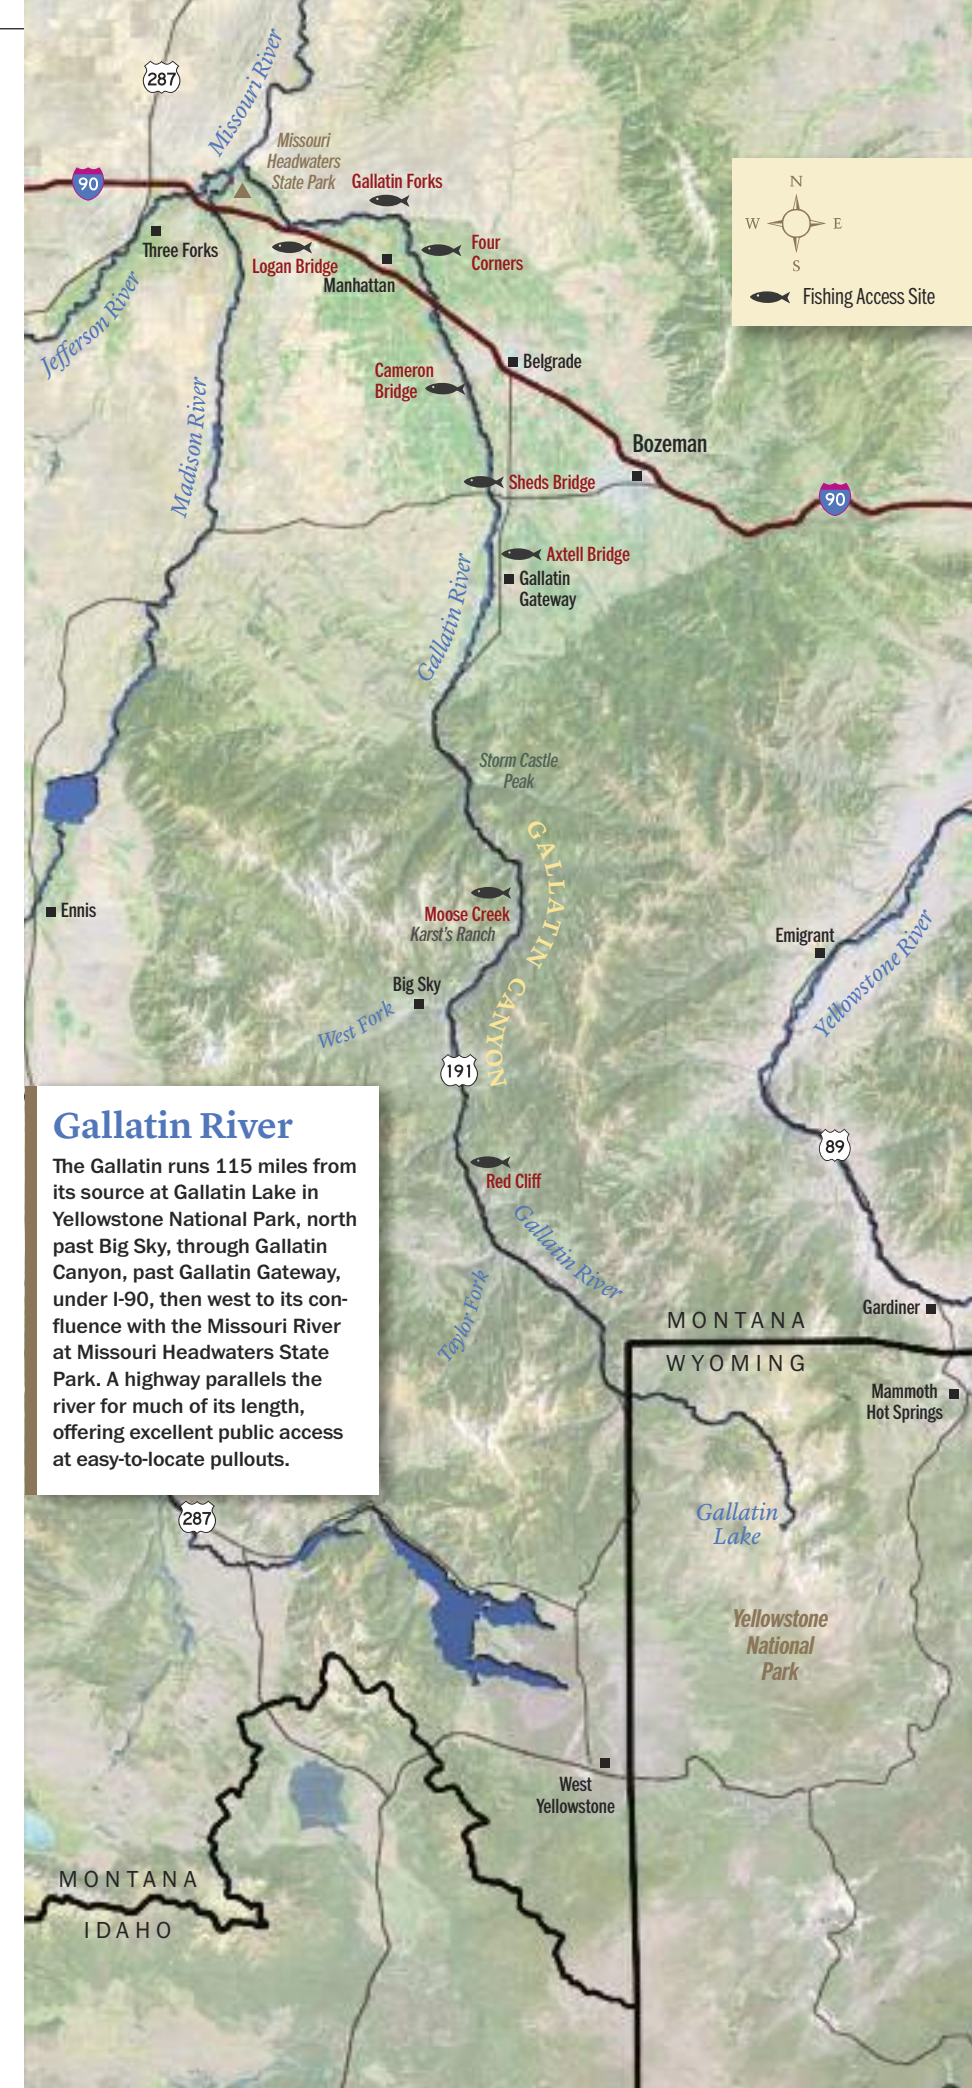 287
Missouri River
Missouri
Headwaters
State Park
90
Gallatin Forks
N
W E
S
Fishing Access Site
Three Forks
Logan Bridge
Manhattan
Four
Corners
Jefferson River
Madison River
Cameron
Bridge
Belgrade
Bozeman
Sheds Bridge
90
Axtell Bridge
Gallatin
Gateway
Gallatin River
Storm Castle
Peak
GALLATIN CANYON
Moose Creek
Karst's Ranch
Ennis
Emigrant
Yellowstone River
Big Sky
West Fork
191
89
Gallatin River
The Gallatin runs 115 miles from
its source at Gallatin Lake in
Yellowstone National Park, north
past Big Sky, through Gallatin
Canyon, past Gallatin Gateway,
under I-90, then west to its con-
fluence with the Missouri River
at Missouri Headwaters State
Park. A highway parallels the
river for much of its length,
offering excellent public access
at easy-to-locate pullouts.
Red Cliff
Gallatin River
Taylor Fork
Gardiner
MONTANA
WYOMING
Mammoth
Hot Springs
287
Gallatin
Lake
Yellowstone
National
Park
West
Yellowstone
MONTANA
IDAHO